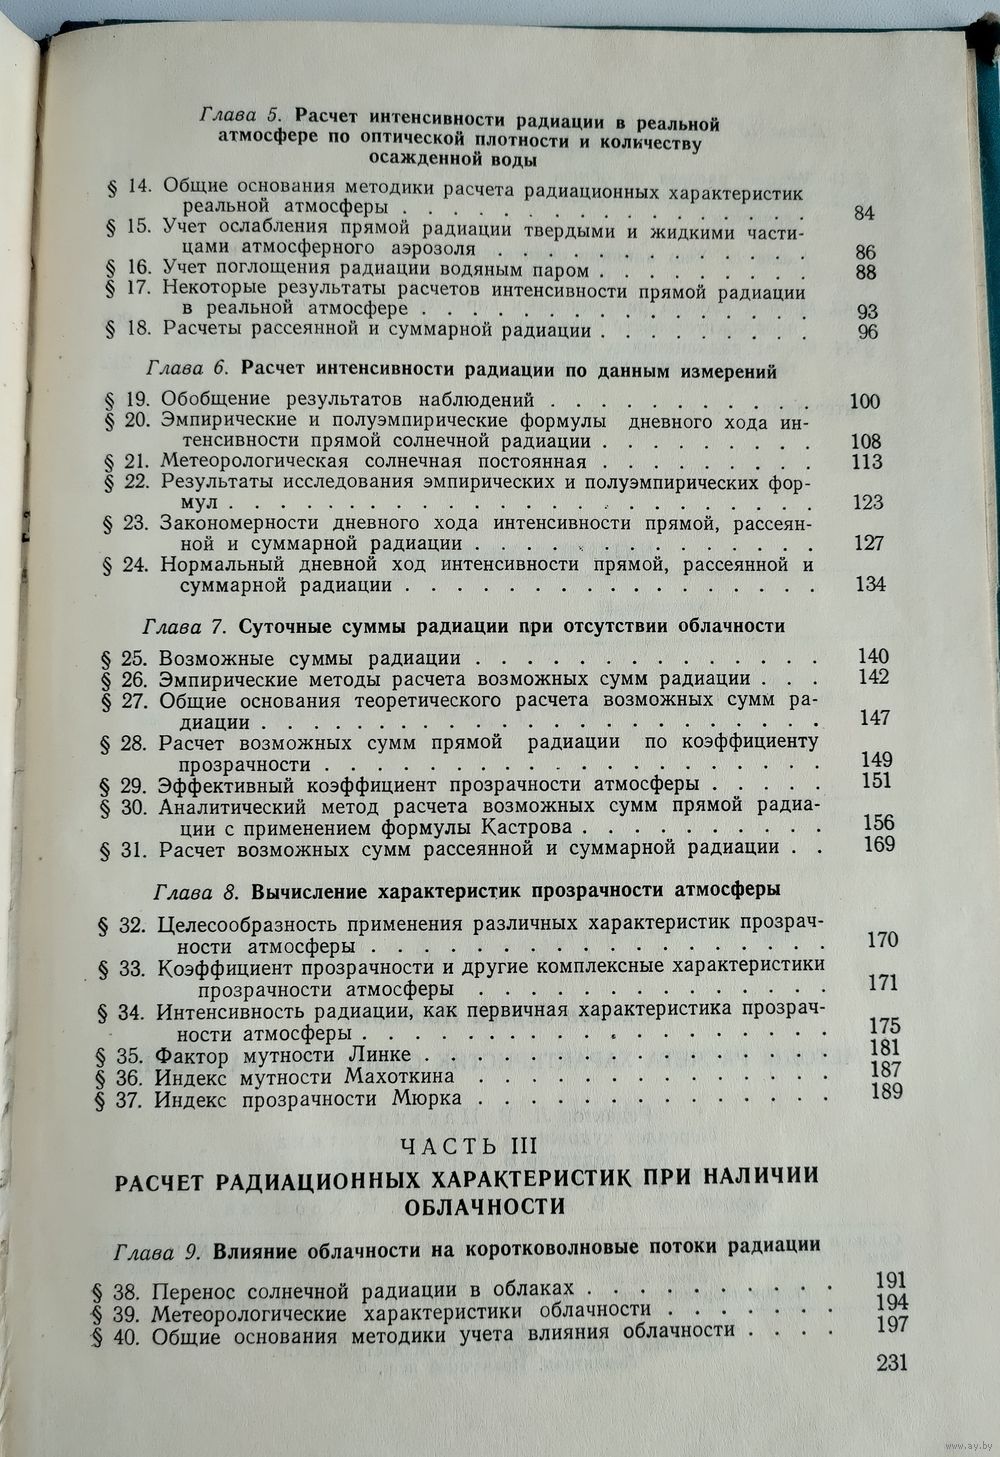 Глава 5. Расчет интенсивности радиации в реальной
атмосфере по оптической плотности и количеству
осажденной воды
§ 14. Общие основания методики расчета радиационных характеристик
реальной атмосферы . . . . . . . . . . . . . . . . 84
§ 15. Учет ослабления прямой радиации твердыми и жидкими части-
цами атмосферного аэрозоля . . . . . . . . . . . . 86
§ 16. Учет поглощения радиации водяным паром . . . . . . . . 88
§ 17. Некоторые результаты расчетов интенсивности прямой радиации
в реальной атмосфере . . . . . . . . . . . . . . . 93
§ 18. Расчеты рассеянной и суммарной радиации . . . . . . . . 96
Глава 6. Расчет интенсивности радиации по данным измерений
§ 19. Обобщение результатов наблюдений . . . . . . . . . . 100
§ 20. Эмпирические и полуэмпирические формулы дневного хода ин-
тенсивности прямой солнечной радиации . . . . . . . . 108
§ 21. Метеорологическая солнечная постоянная . . . . . . . . 113
§ 22. Результаты исследования эмпирических и полуэмпирических фор-
мул . . . . . . . . . . . . . . . . . . . . . . . 123
§ 23. Закономерности дневного хода интенсивности прямой, рассеян-
ной и суммарной радиации . . . . . . . . . . . . . 127
§ 24. Нормальный дневной ход интенсивности прямой, рассеянной и
суммарной радиации . . . . . . . . . . . . . . . . 134
Глава 7. Суточные суммы радиации при отсутствии облачности
§ 25. Возможные суммы радиации . . . . . . . . . . . . . 140
§ 26. Эмпирические методы расчета возможных сумм радиации . . . 142
§ 27. Общие основания теоретического расчета возможных сумм ра-
диации . . . . . . . . . . . . . . . . . . . . . . 147
§ 28. Расчет возможных сумм прямой радиации по коэффициенту
прозрачности . . . . . . . . . . . . . . . . . . . 149
§ 29. Эффективный коэффициент прозрачности атмосферы . . . . . 151
§ 30. Аналитический метод расчета возможных сумм прямой радиа-
ции с применением формулы Кастрова . . . . . . . . . . 156
§ 31. Расчет возможных сумм рассеянной и суммарной радиации . . 169
Глава 8. Вычисление характеристик прозрачности атмосферы
§ 32. Целесообразность применения различных характеристик прозрач-
ности атмосферы . . . . . . . . . . . . . . . . . . 170
§ 33. Коэффициент прозрачности и другие комплексные характеристики
прозрачности атмосферы . . . . . . . . . . . . . . 171
§ 34. Интенсивность радиации, как первичная характеристика прозрач-
ности атмосферы . . . . . . . . . . . . . . . . . . 175
§ 35. Фактор мутности Линке . . . . . . . . . . . . . . . 181
§ 36. Индекс мутности Махоткина . . . . . . . . . . . . . 187
§ 37. Индекс прозрачности Мюрка . . . . . . . . . . . . . 189
ЧАСТЬ III
РАСЧЕТ РАДИАЦИОННЫХ ХАРАКТЕРИСТИК ПРИ НАЛИЧИИ
ОБЛАЧНОСТИ
Глава 9. Влияние облачности на коротковолновые потоки радиации
§ 38. Перенос солнечной радиации в облаках . . . . . . . . . 191
§ 39. Метеорологические характеристики облачности . . . . . . . 194
§ 40. Общие основания методики учета влияния облачности . . . . 197
231
www.ay.by